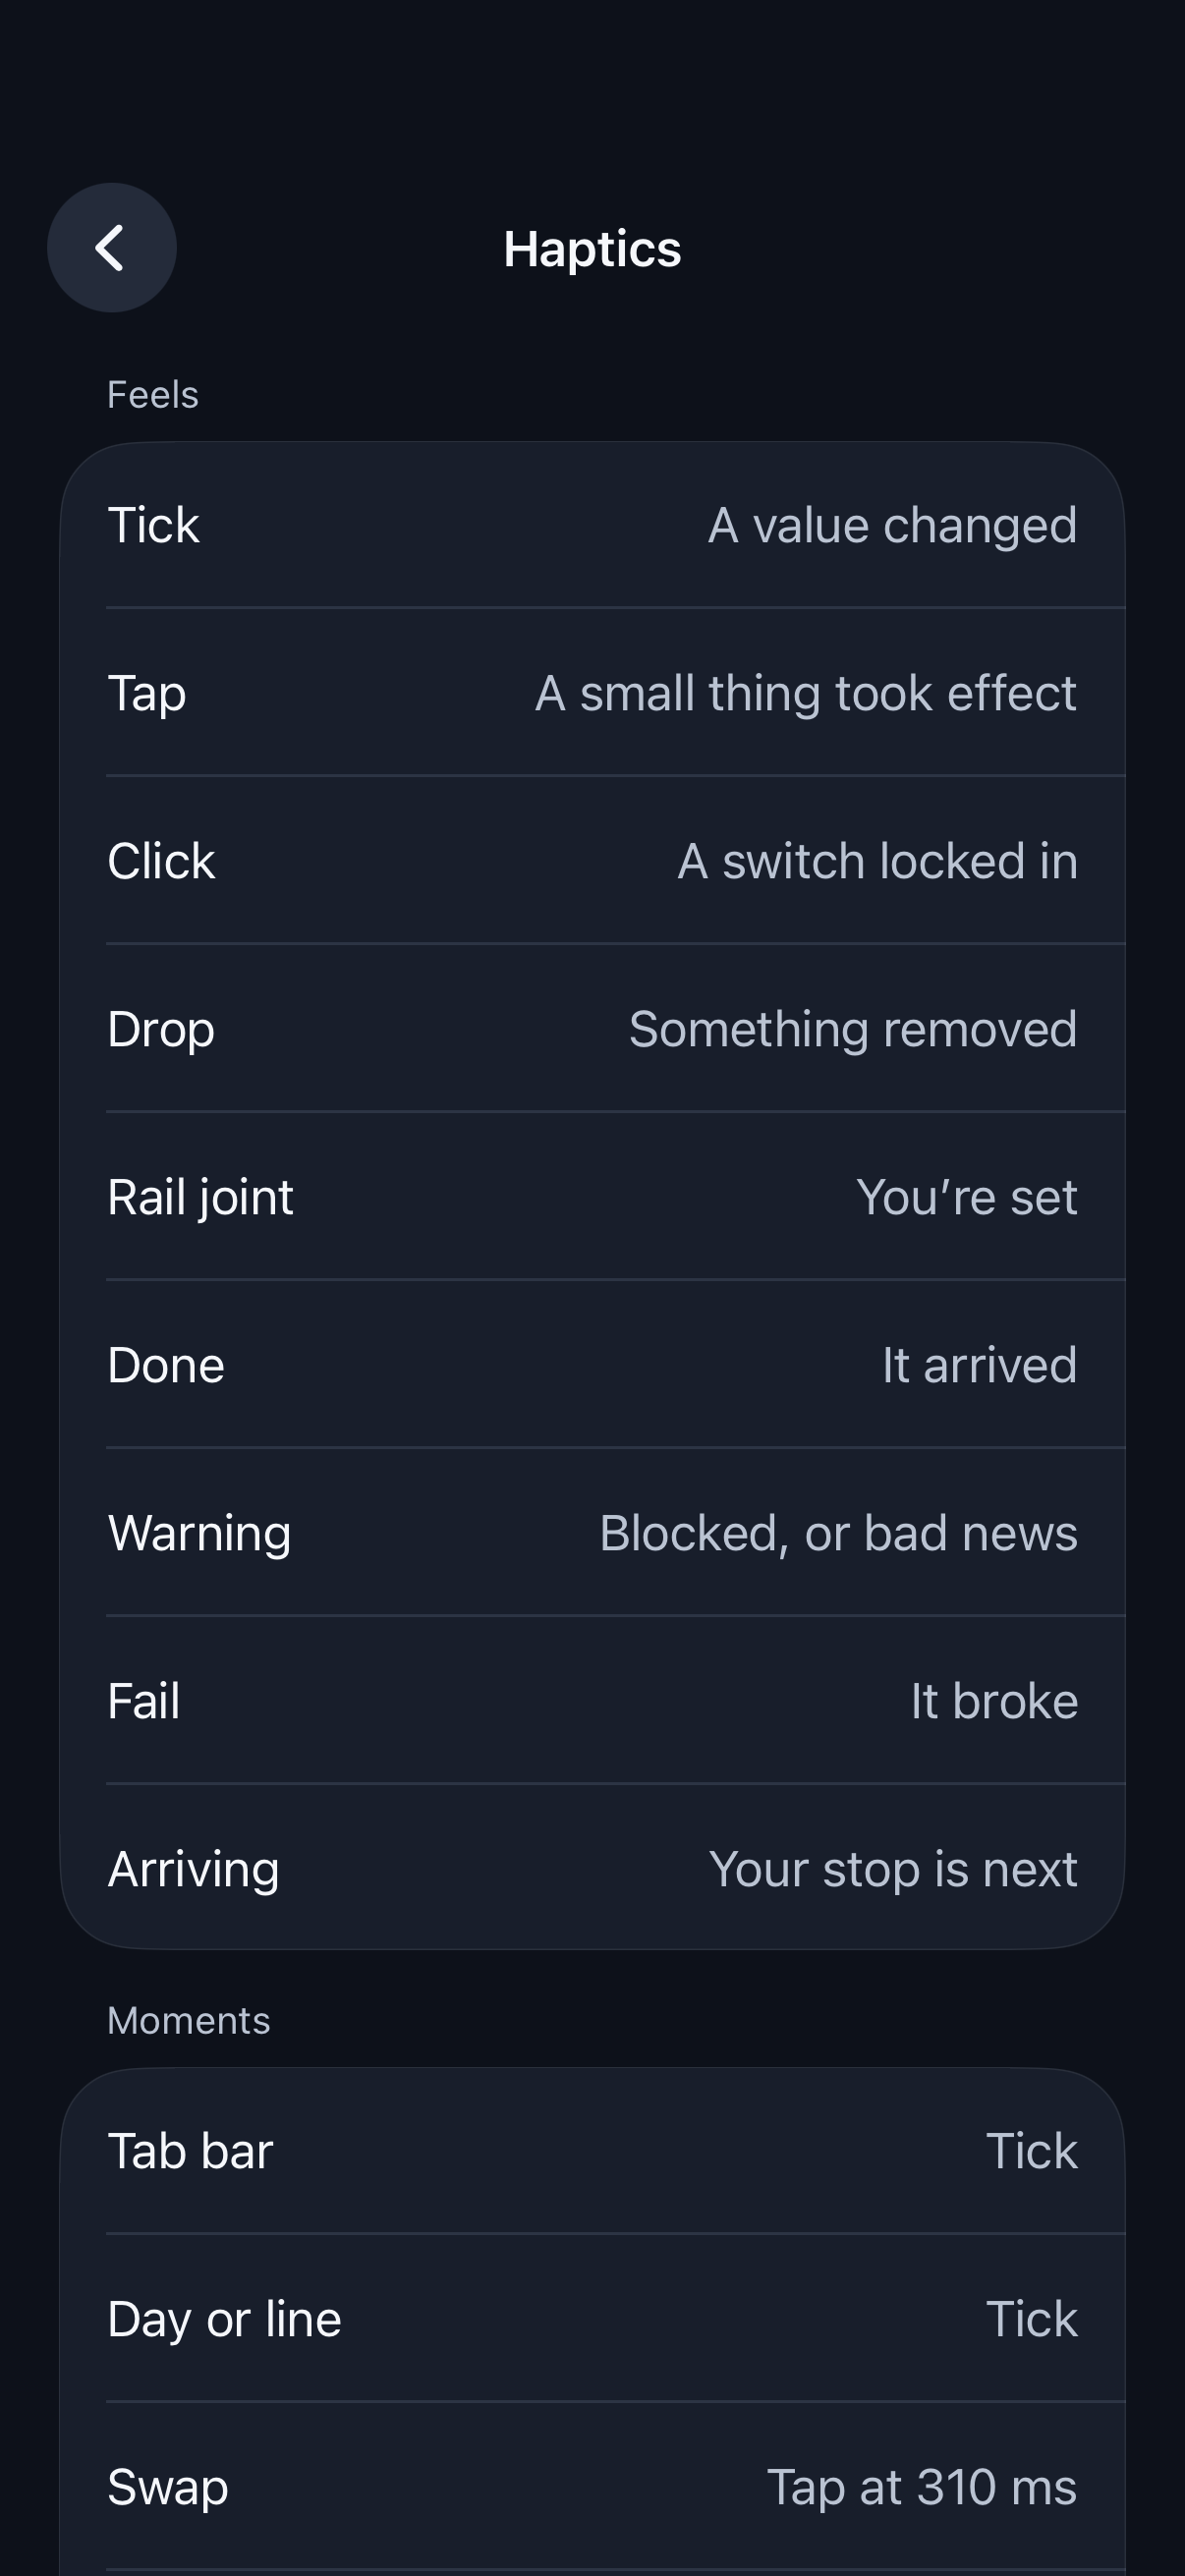 Haptics
Feels
Tick A value changed
Tap A small thing took effect
Click A switch locked in
Drop Something removed
Rail joint You’re set
Done It arrived
Warning Blocked, or bad news
Fail It broke
Arriving Your stop is next
Moments
Tab bar Tick
Day or line Tick
Swap Tap at 310 ms